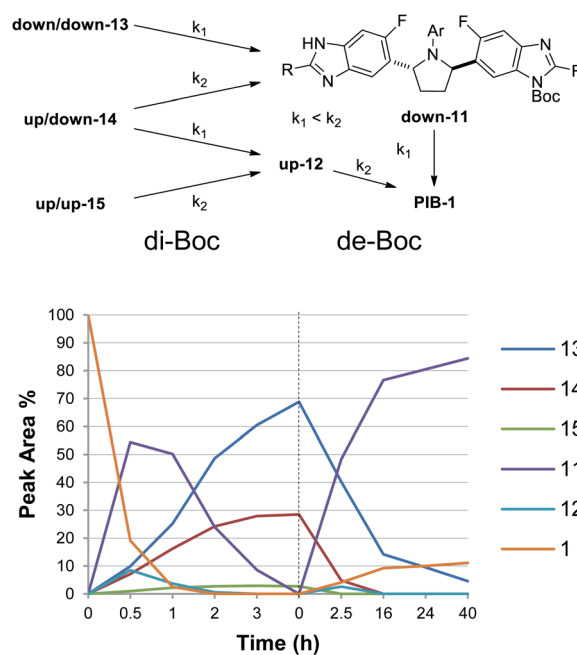 down/down-13
k1
F
Ar
F
HN
N
N
R
N
N
R
Boc
k2
up/down-14
k1 < k2
down-11
k1
k1
up-12
k2
PIB-1
up/up-15
k2
di-Boc
de-Boc
100
90
80
70
60
50
40
30
20
10
0
Peak Area %
0 0.5 1 2 3 0 2.5 16 24 40
Time (h)
13
14
15
11
12
1